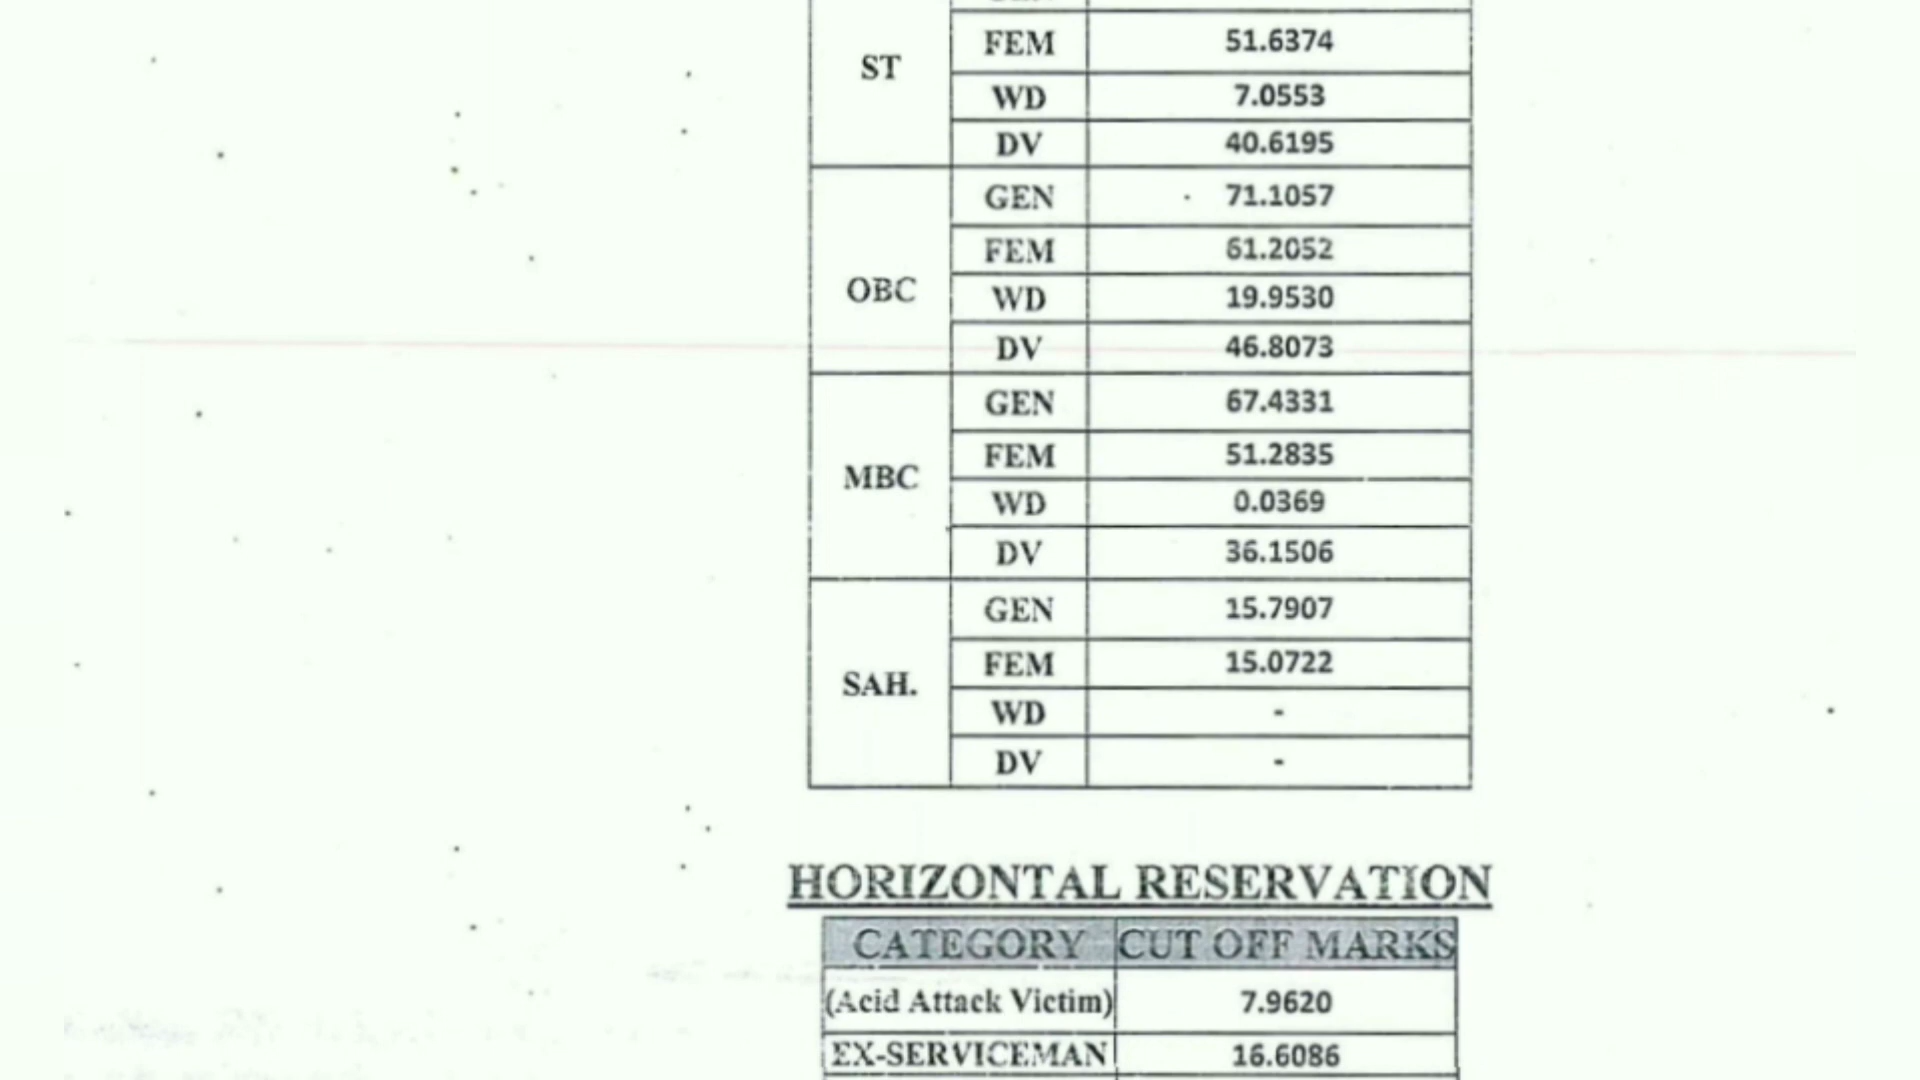 ST
FEM 51.6374
WD 7.0553
DV 40.6195
OBC
GEN 71.1057
FEM 61.2052
WD 19.9530
DV 46.8073
MBC
GEN 67.4331
FEM 51.2835
WD 0.0369
DV 36.1506
SAH.
GEN 15.7907
FEM 15.0722
WD -
DV -
HORIZONTAL RESERVATION
CATEGORY CUT OFF MARKS
(Acid Attack Victim) 7.9620
EX-SERVICEMAN 16.6086